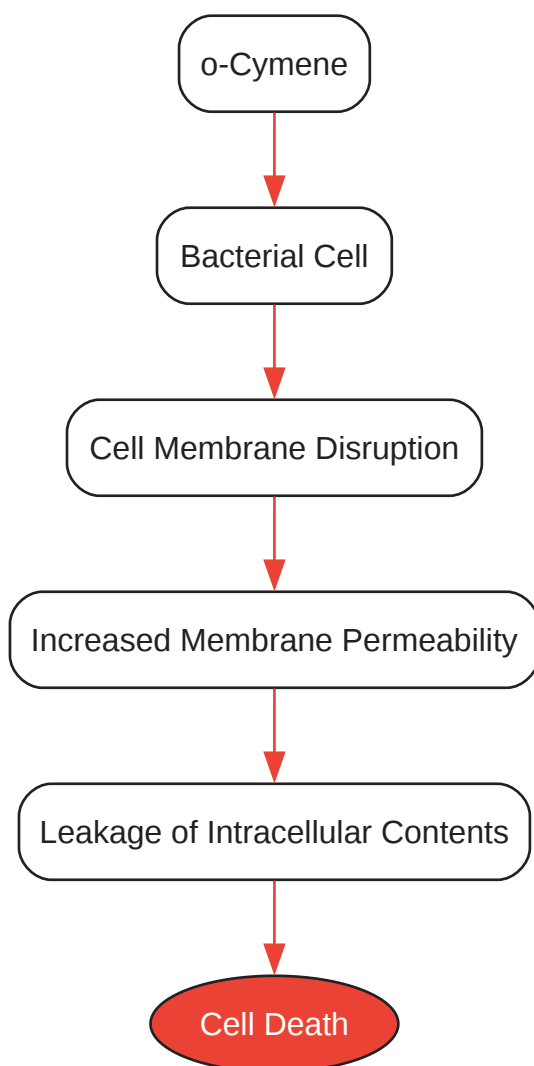 o-Cymene
Bacterial Cell
Cell Membrane Disruption
Increased Membrane Permeability
Leakage of Intracellular Contents
Cell Death